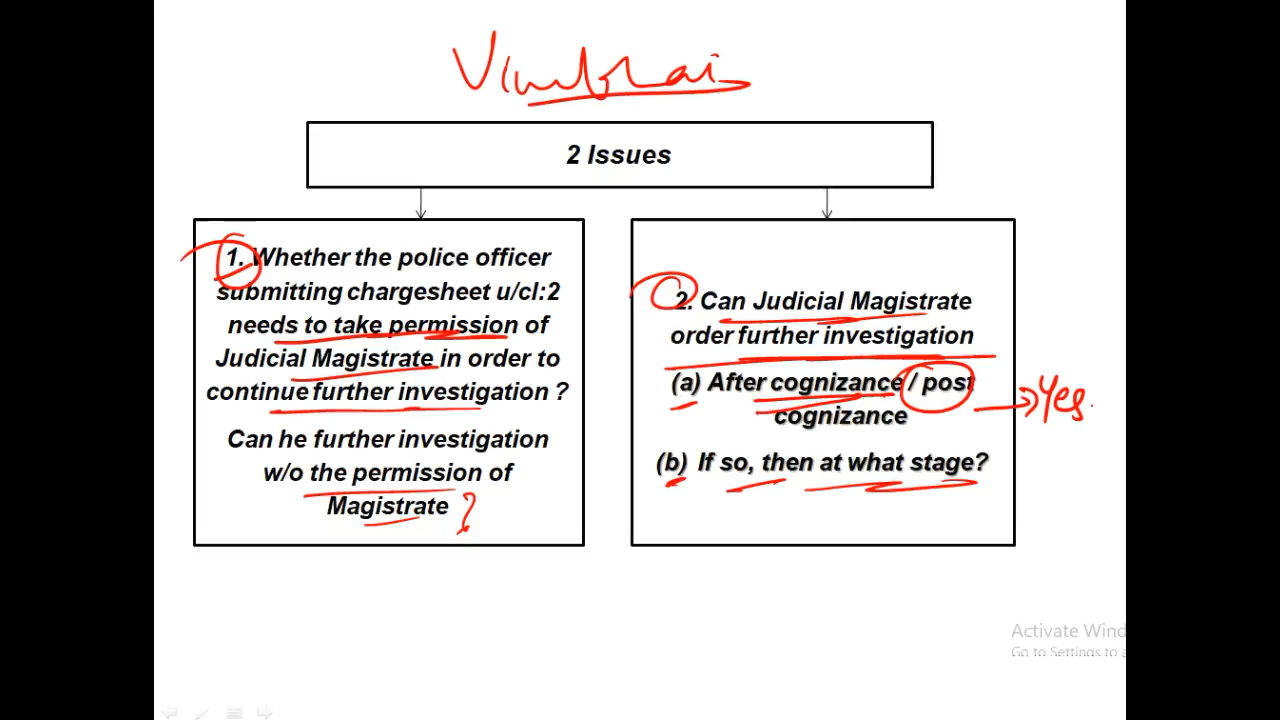 Vinubhai
2 Issues
1. Whether the police officer
submitting chargesheet u/cl:2
needs to take permission of
Judicial Magistrate in order to
continue further investigation ?
Can he further investigation
w/o the permission of
Magistrate ?
2. Can Judicial Magistrate
order further investigation
(a) After cognizance / post
cognizance
→ Yes.
(b) If so, then at what stage?
Activate Wind
Go to Settings to a